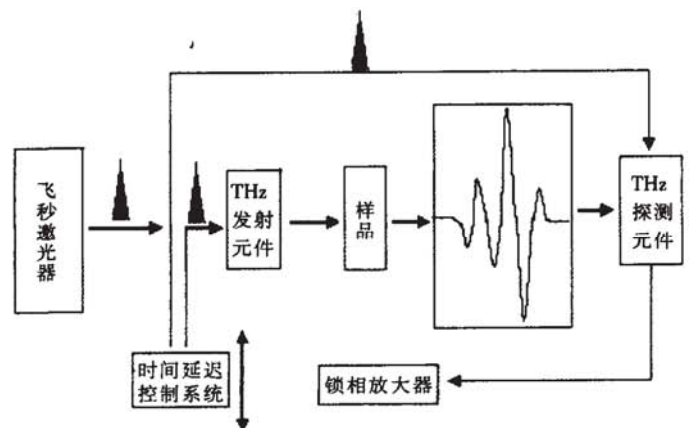 飞
秒
激
光
器
THz
发射
元件
样
品
THz
探测
元件
时间延迟
控制系统
锁相放大器